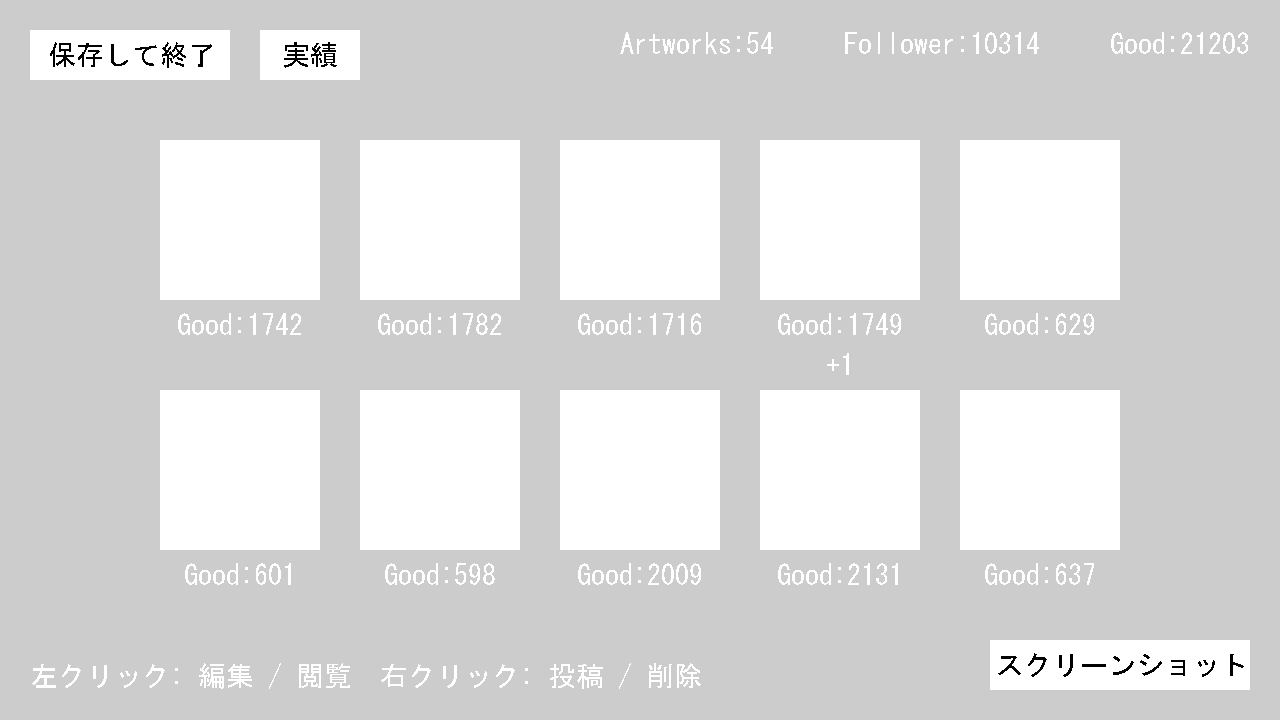 保存して終了 実績 Artworks:54 Follower:10314 Good:21203
Good:1742 Good:1782 Good:1716 Good:1749 Good:629
+1
Good:601 Good:598 Good:2009 Good:2131 Good:637
左クリック: 編集 / 閲覧 右クリック: 投稿 / 削除 スクリーンショット